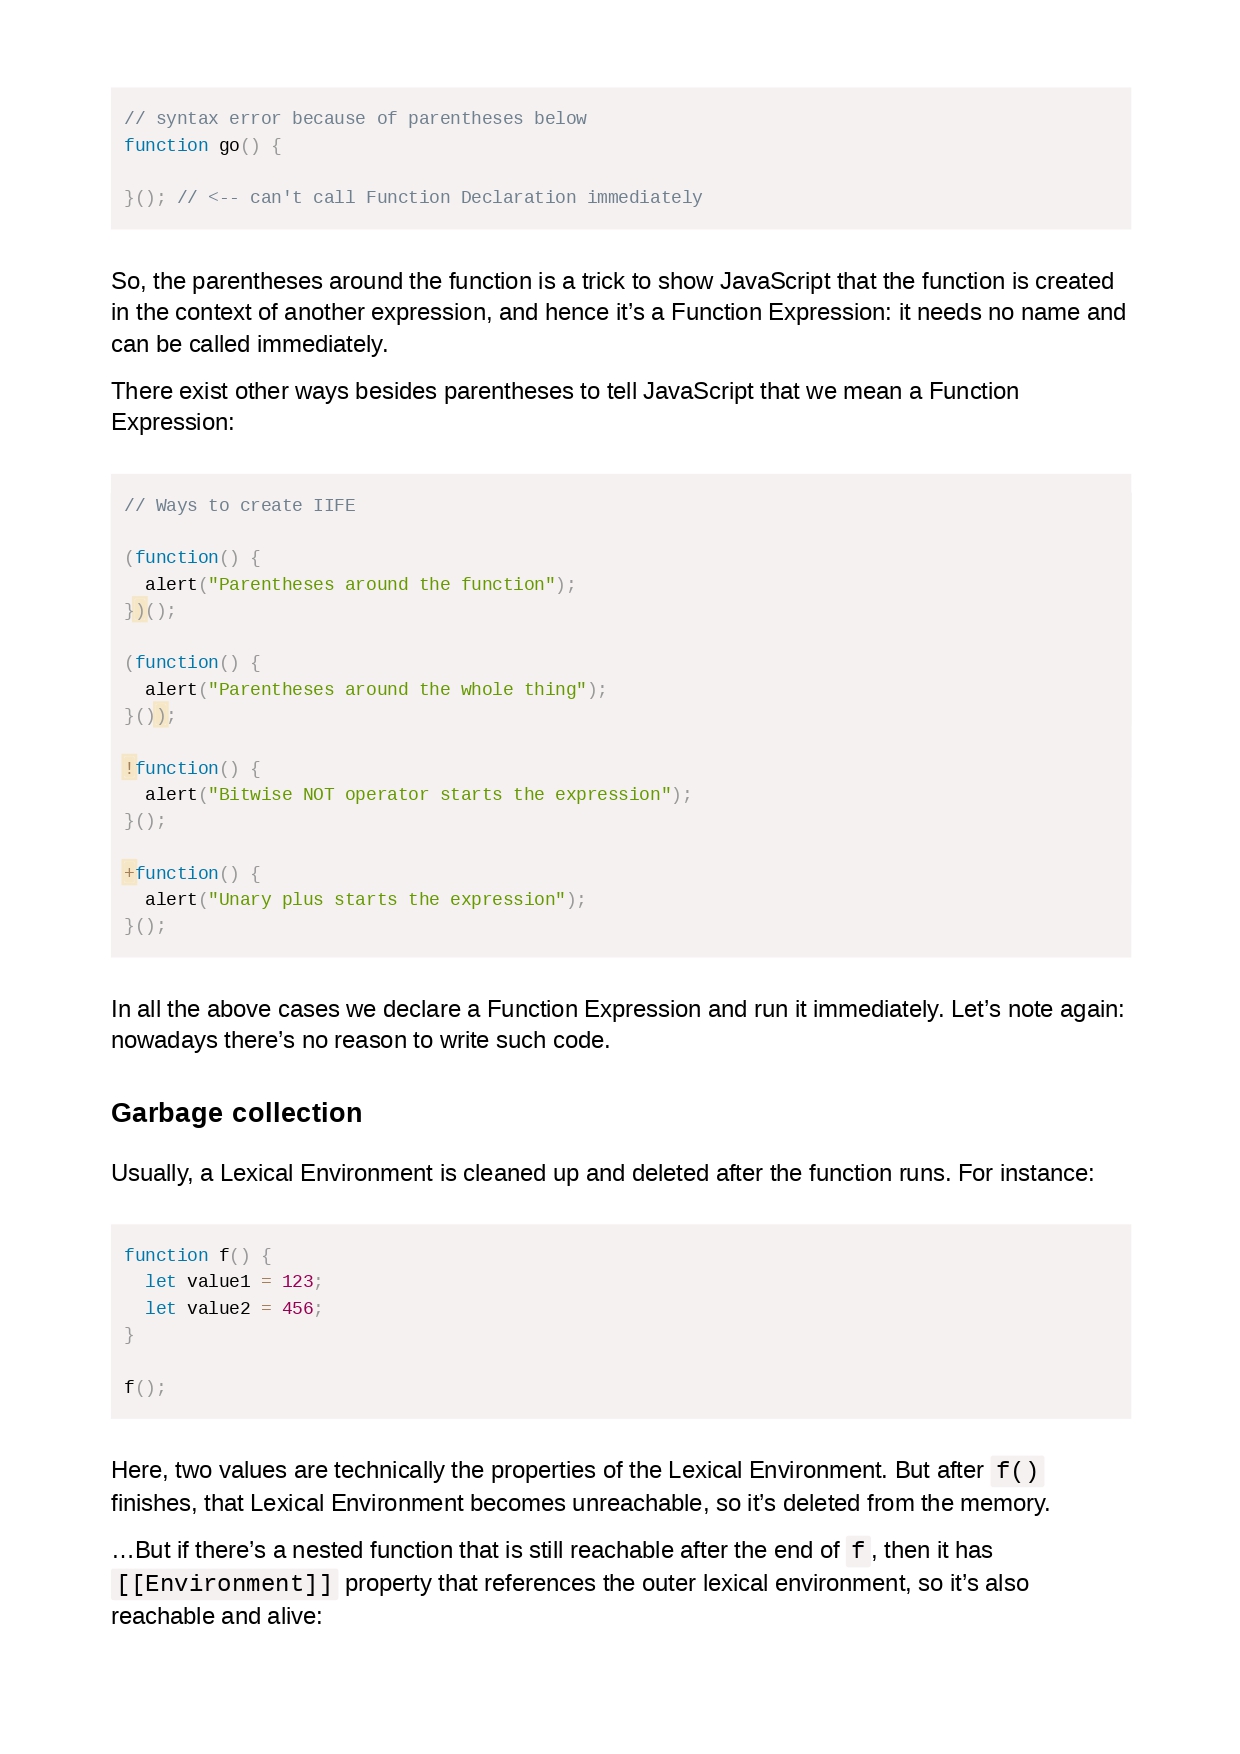 // syntax error because of parentheses below
function go() {
}(); // <-- can't call Function Declaration immediately
So, the parentheses around the function is a trick to show JavaScript that the function is created
in the context of another expression, and hence it’s a Function Expression: it needs no name and
can be called immediately.
There exist other ways besides parentheses to tell JavaScript that we mean a Function
Expression:
// Ways to create IIFE
(function() {
  alert("Parentheses around the function");
})();
(function() {
  alert("Parentheses around the whole thing");
}());
!function() {
  alert("Bitwise NOT operator starts the expression");
}();
+function() {
  alert("Unary plus starts the expression");
}();
In all the above cases we declare a Function Expression and run it immediately. Let’s note again:
nowadays there’s no reason to write such code.
Garbage collection
Usually, a Lexical Environment is cleaned up and deleted after the function runs. For instance:
function f() {
  let value1 = 123;
  let value2 = 456;
}
f();
Here, two values are technically the properties of the Lexical Environment. But after f()
finishes, that Lexical Environment becomes unreachable, so it’s deleted from the memory.
…But if there’s a nested function that is still reachable after the end of f, then it has
[[Environment]] property that references the outer lexical environment, so it’s also
reachable and alive: